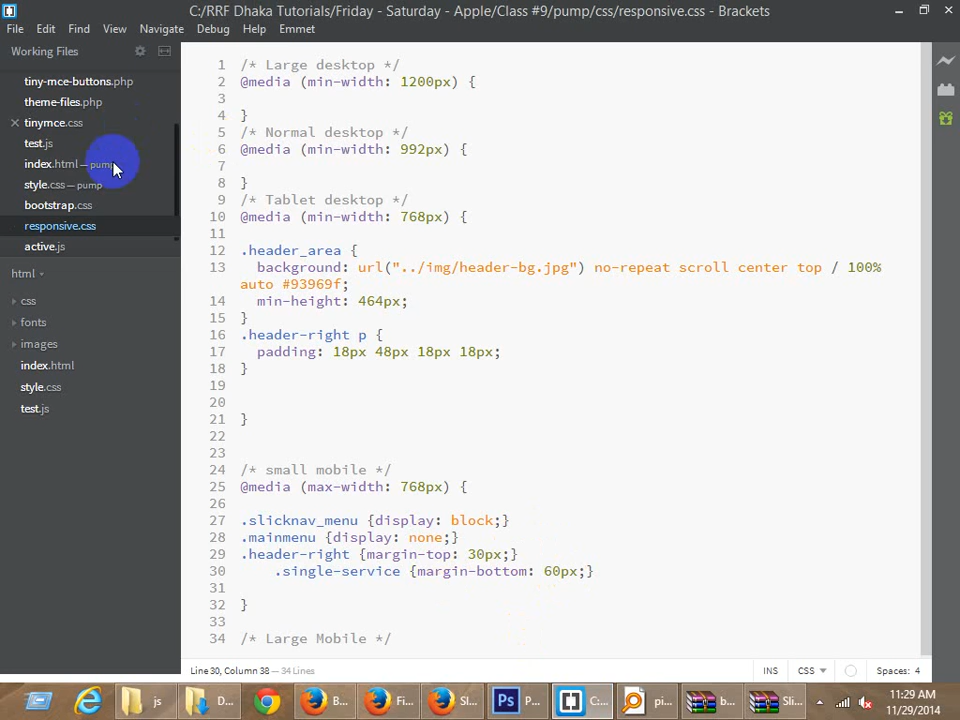 C:/RRF Dhaka Tutorials/Friday - Saturday - Apple/Class #9/pump/css/responsive.css - Brackets
File Edit Find View Navigate Debug Help Emmet
Working Files
tiny-mce-buttons.php
theme-files.php
tinymce.css
test.js
index.html — pump
style.css — pump
bootstrap.css
responsive.css
active.js
html
css
fonts
images
index.html
style.css
test.js
1 /* Large desktop */
2 @media (min-width: 1200px) {
3
4 }
5 /* Normal desktop */
6 @media (min-width: 992px) {
7
8 }
9 /* Tablet desktop */
10 @media (min-width: 768px) {
11
12 .header_area {
13 background: url("../img/header-bg.jpg") no-repeat scroll center top / 100%
auto #93969f;
14 min-height: 464px;
15 }
16 .header-right p {
17 padding: 18px 48px 18px 18px;
18 }
19
20
21 }
22
23
24 /* small mobile */
25 @media (max-width: 768px) {
26
27 .slicknav_menu {display: block;}
28 .mainmenu {display: none;}
29 .header-right {margin-top: 30px;}
30 .single-service {margin-bottom: 60px;}
31
32 }
33
34 /* Large Mobile */
Line 30, Column 38 — 34 Lines
INS CSS Spaces: 4
js D... B... Fi... Sl... P... C:... pi... b... Sli...
11:29 AM
11/29/2014